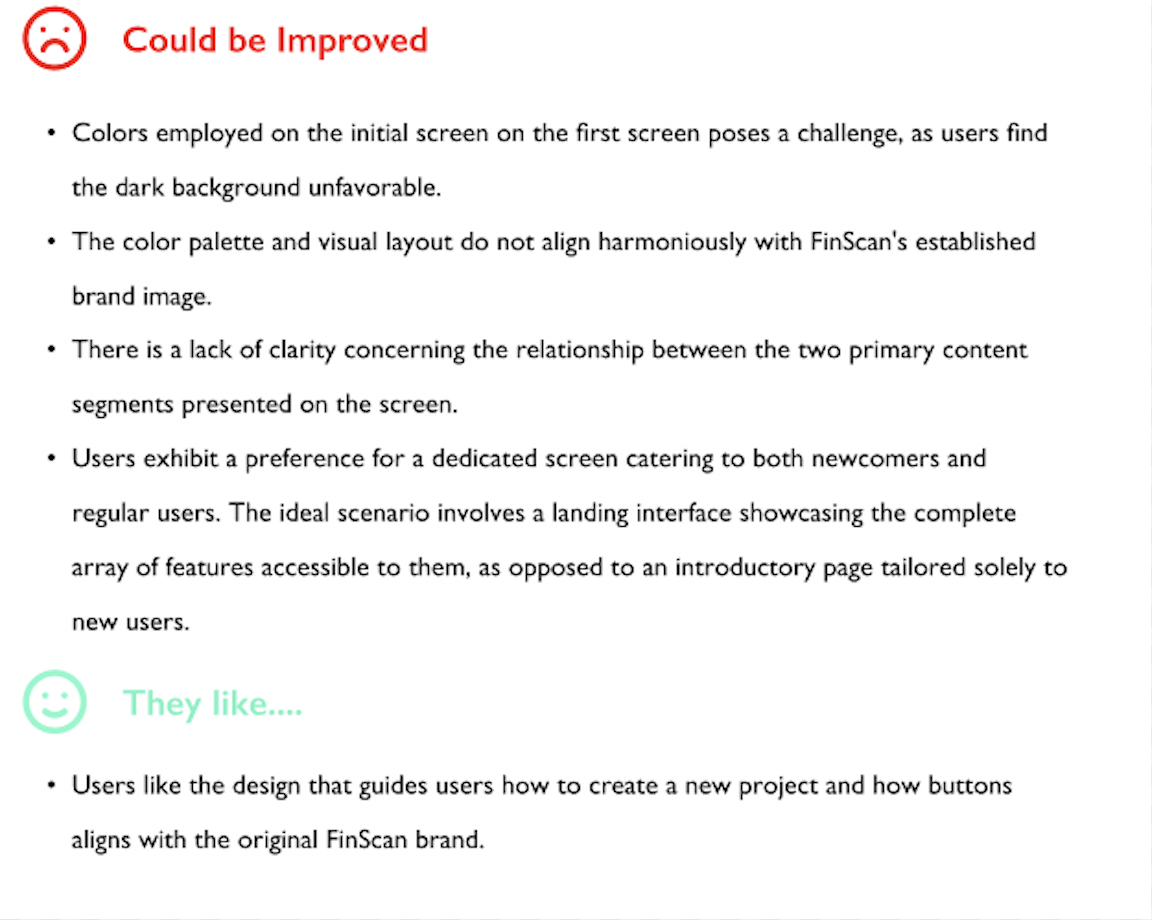 Could be Improved
• Colors employed on the initial screen on the first screen poses a challenge, as users find
the dark background unfavorable.
• The color palette and visual layout do not align harmoniously with FinScan's established
brand image.
• There is a lack of clarity concerning the relationship between the two primary content
segments presented on the screen.
• Users exhibit a preference for a dedicated screen catering to both newcomers and
regular users. The ideal scenario involves a landing interface showcasing the complete
array of features accessible to them, as opposed to an introductory page tailored solely to
new users.
They like....
• Users like the design that guides users how to create a new project and how buttons
aligns with the original FinScan brand.